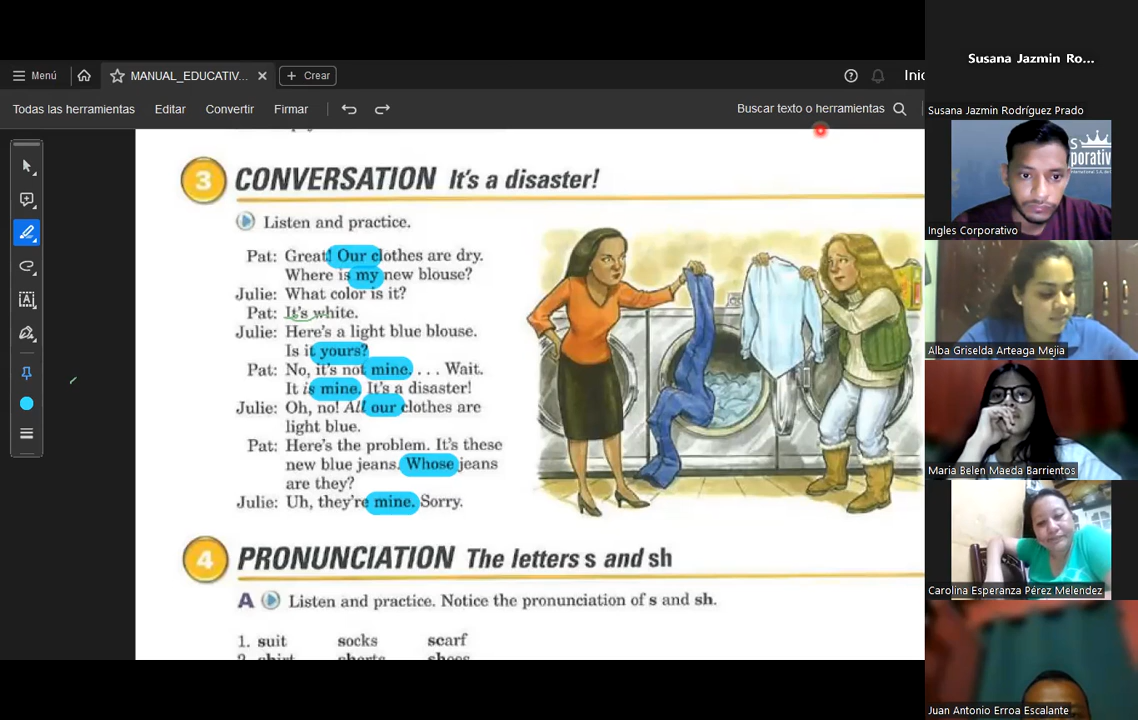 Menú
MANUAL_EDUCATIV...
Crear
Inic
Todas las herramientas
Editar
Convertir
Firmar
Buscar texto o herramientas
3 CONVERSATION It's a disaster!
Listen and practice.
Pat: Great! Our clothes are dry.
Where is my new blouse?
Julie: What color is it?
Pat: It's white.
Julie: Here's a light blue blouse.
Is it yours?
Pat: No, it's not mine. . . . Wait.
It is mine. It's a disaster!
Julie: Oh, no! All our clothes are
light blue.
Pat: Here's the problem. It's these
new blue jeans. Whose jeans
are they?
Julie: Uh, they're mine. Sorry.
4 PRONUNCIATION The letters s and sh
A Listen and practice. Notice the pronunciation of s and sh.
1. suit socks scarf
2. shirt shorts shoes
Susana Jazmin Ro...
Susana Jazmin Rodríguez Prado
Ingles Corporativo
Alba Griselda Arteaga Mejia
Maria Belen Maeda Barrientos
Carolina Esperanza Pérez Melendez
Juan Antonio Erroa Escalante